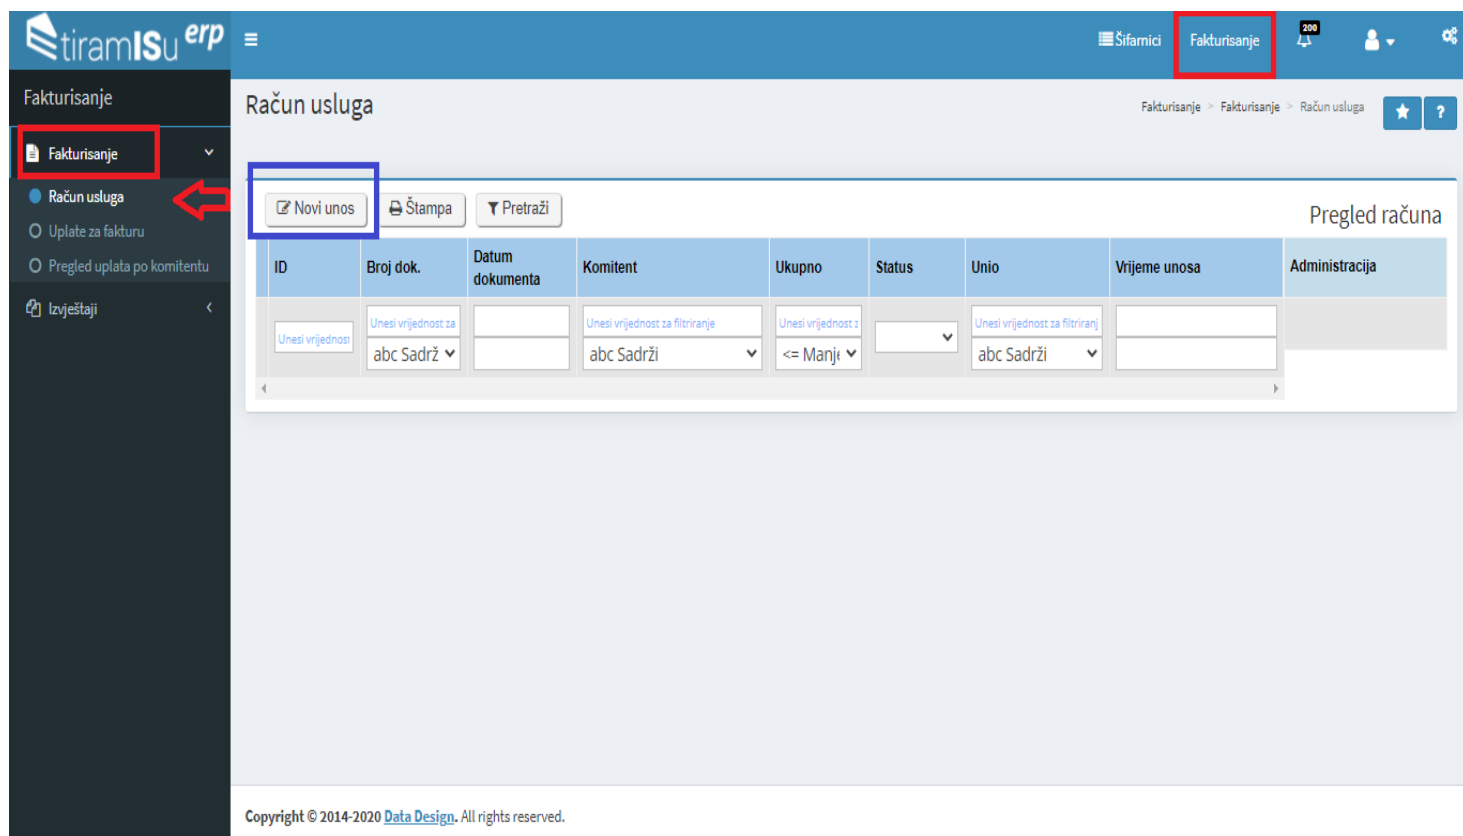 tiramISu erp
Šifarnici
Fakturisanje
200
Fakturisanje
Račun usluga
Fakturisanje > Fakturisanje > Račun usluga
?
Fakturisanje
Račun usluga
Uplate za fakturu
Pregled uplata po komitentu
Izvještaji
Novi unos
Štampa
Pretraži
Pregled računa
ID
Broj dok.
Datum
dokumenta
Komitent
Ukupno
Status
Unio
Vrijeme unosa
Administracija
Unesi vrijednost
Unesi vrijednost za
abc Sadrž
Unesi vrijednost za filtriranje
abc Sadrži
Unesi vrijednost z
<= Manje
Unesi vrijednost za filtriranj
abc Sadrži
Copyright © 2014-2020 Data Design. All rights reserved.